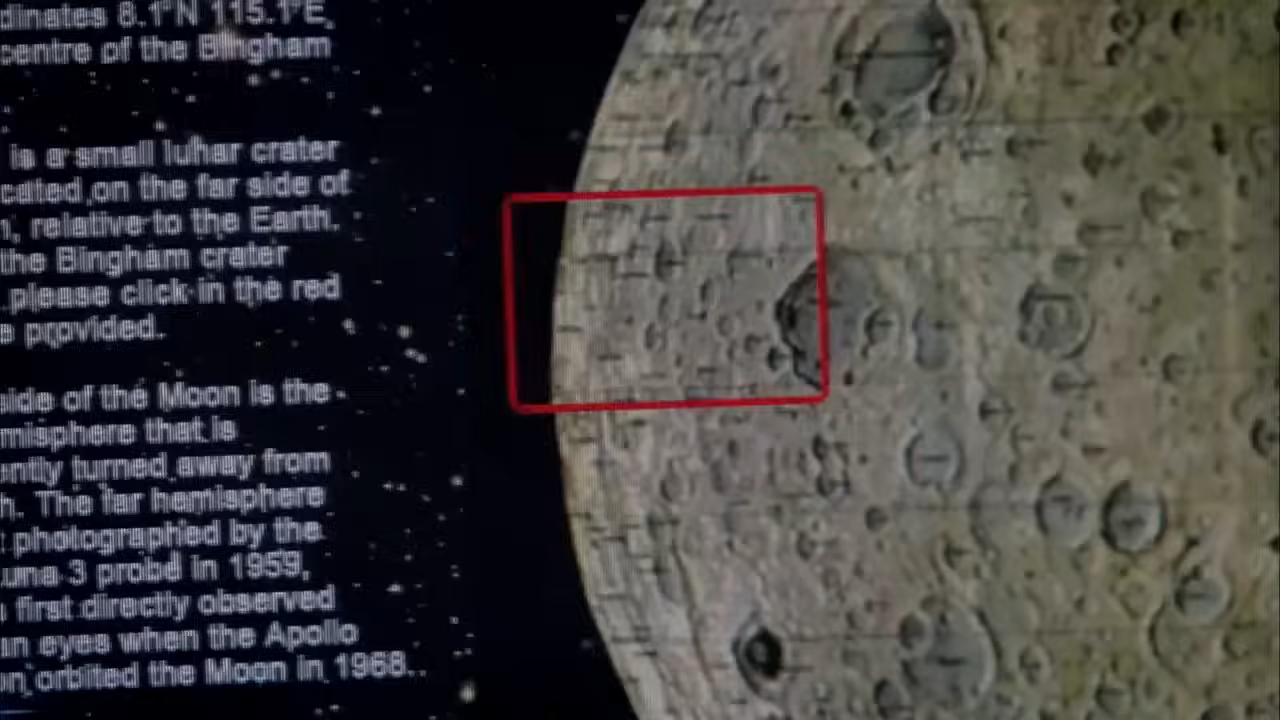 dinates 8.1°N 115.1°E,
centre of the Bingham
is a small lunar crater
cated on the far side of
, relative to the Earth.
the Bingham crater
please click in the red
provided.
side of the Moon is the
misphere that is
ntly turned away from
h. The far hemisphere
photographed by the
una 3 probe in 1959,
first directly observed
an eyes when the Apollo
on orbited the Moon in 1968..